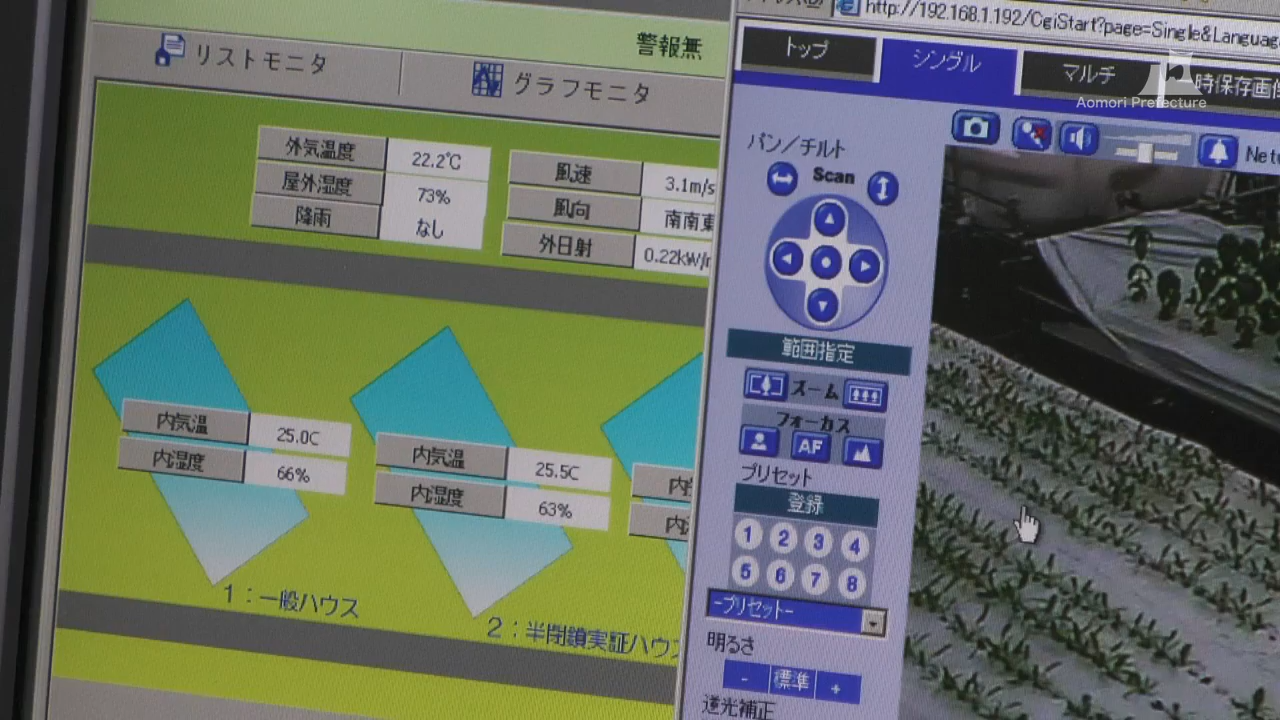 警報無
リストモニタ
グラフモニタ
外気温度 22.2℃
屋外湿度 73%
降雨 なし
風速 3.1m/s
風向 南南東
外日射 0.22kW/
内気温 25.0C
内湿度 66%
1：一般ハウス
内気温 25.5C
内湿度 63%
2：半閉鎖実証ハウス
内
内
http://192.168.1.192/CgiStart?page=Single&Language
トップ
シングル
マルチ
時保存画像
Aomori Prefecture
パン／チルト
Scan
Net
範囲指定
ズーム
フォーカス
AF
プリセット
登録
1 2 3 4
5 6 7 8
-プリセット-
明るさ
- 標準 +
逆光補正